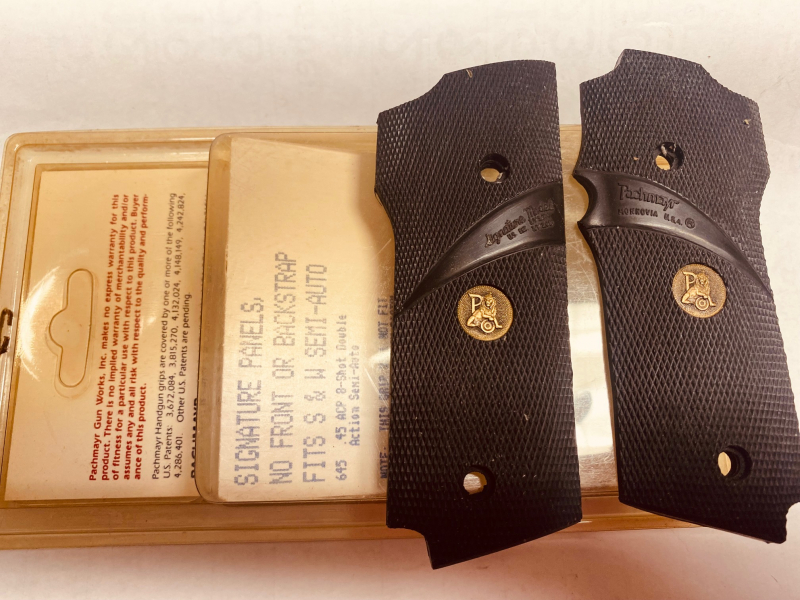 Pachmayr Gun Works, Inc. makes no express warranty for this
product. There is no implied warranty of merchantability and/or
of fitness for a particular use with respect to this product. Buyer
assumes any and all risk with respect to the quality and perform-
ance of this product.
Pachmayr Handgun grips are covered by one or more of the following
U.S. Patents 3,672,084, 3,815,270, 4,132,024, 4,148,149, 4,242,824,
4,286,401. Other U.S. Patents are pending.
PACHMAYR
SIGNATURE PANELS,
NO FRONT OR BACKSTRAP
FITS S & W SEMI-AUTO
645 .45 ACP 8-Shot Double
Action Semi-Auto
NOTE: THIS GRIP NOT FIT
Signature
P
Pachmayr
MONROVIA U.S.A.
P